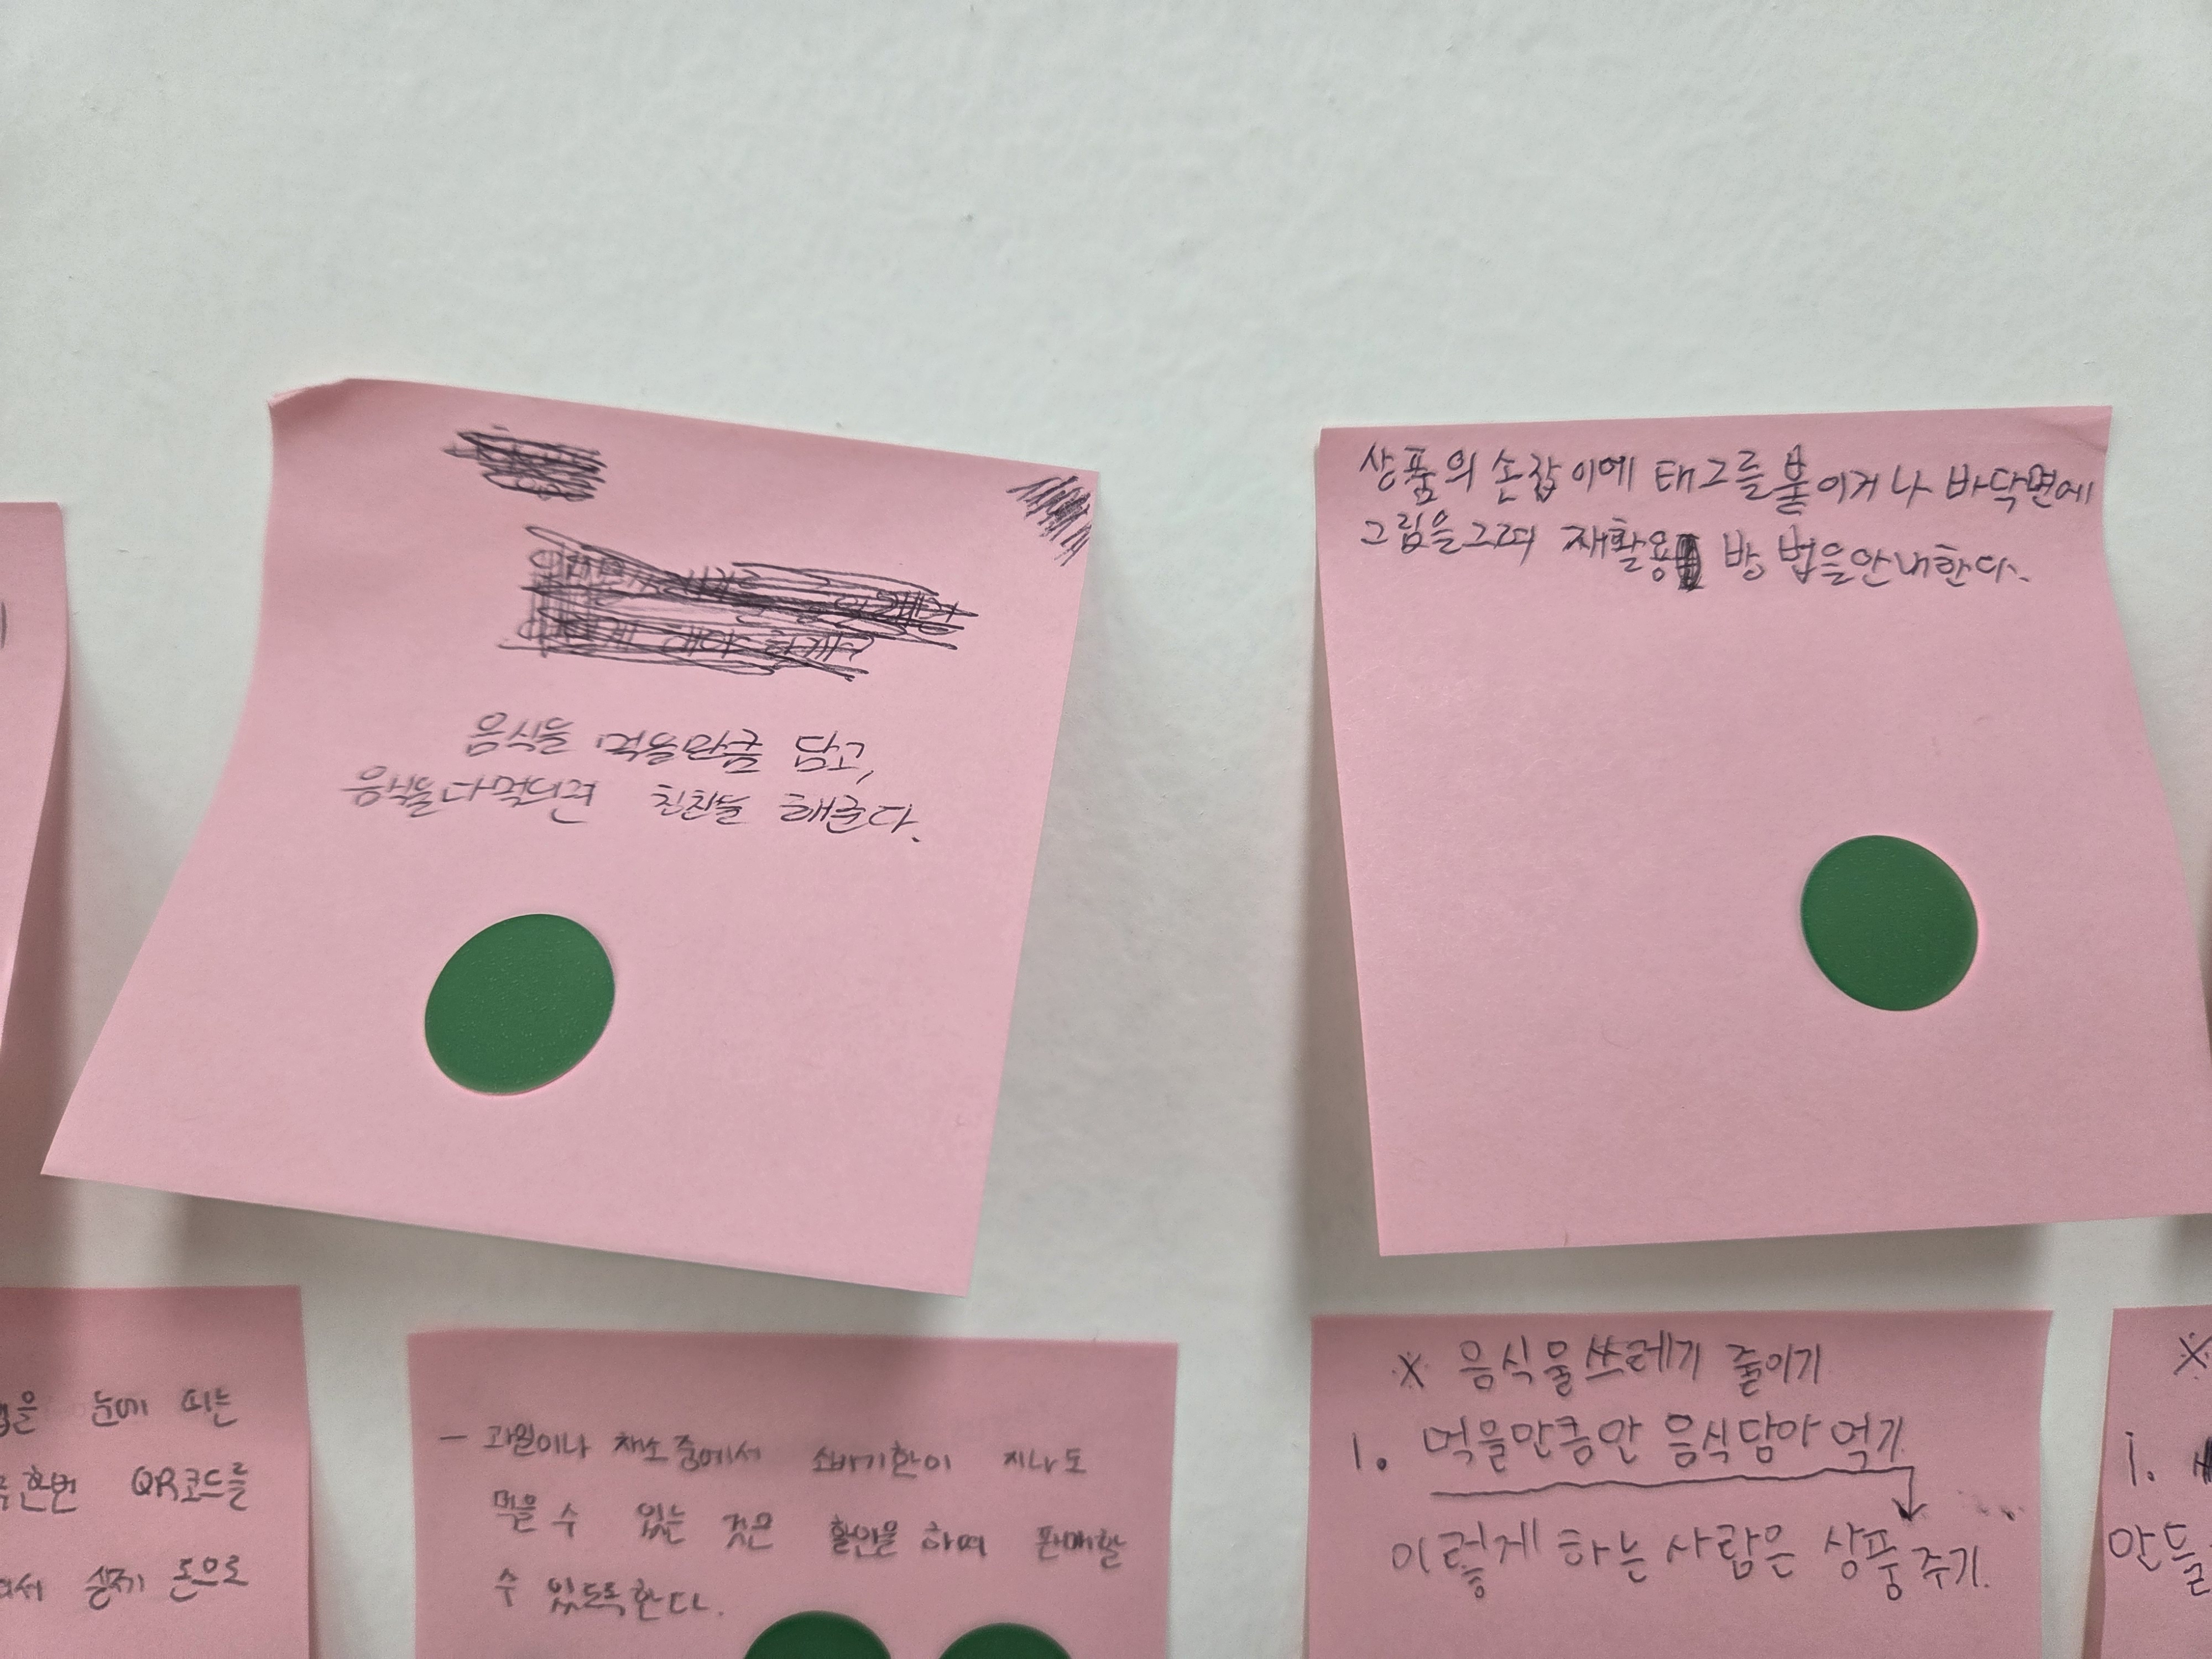 음식을 먹을만큼 담고,
음식을 다먹으면 칭찬을 해준다.
상품의 손잡이에 태그를 붙이거나 바닥면에
그림을 그려 재활용 방법을 안내한다.
눈에 띄는
한번 QR코드를
실제 돈으로
- 과일이나 채소 중에서 소비기한이 지나도
먹을 수 있는 것은 할인을 하여 판매할
수 있도록 한다.
※ 음식물쓰레기 줄이기
1. 먹을만큼만 음식담아 먹기
이렇게 하는 사람은 상품주기.
※
1.